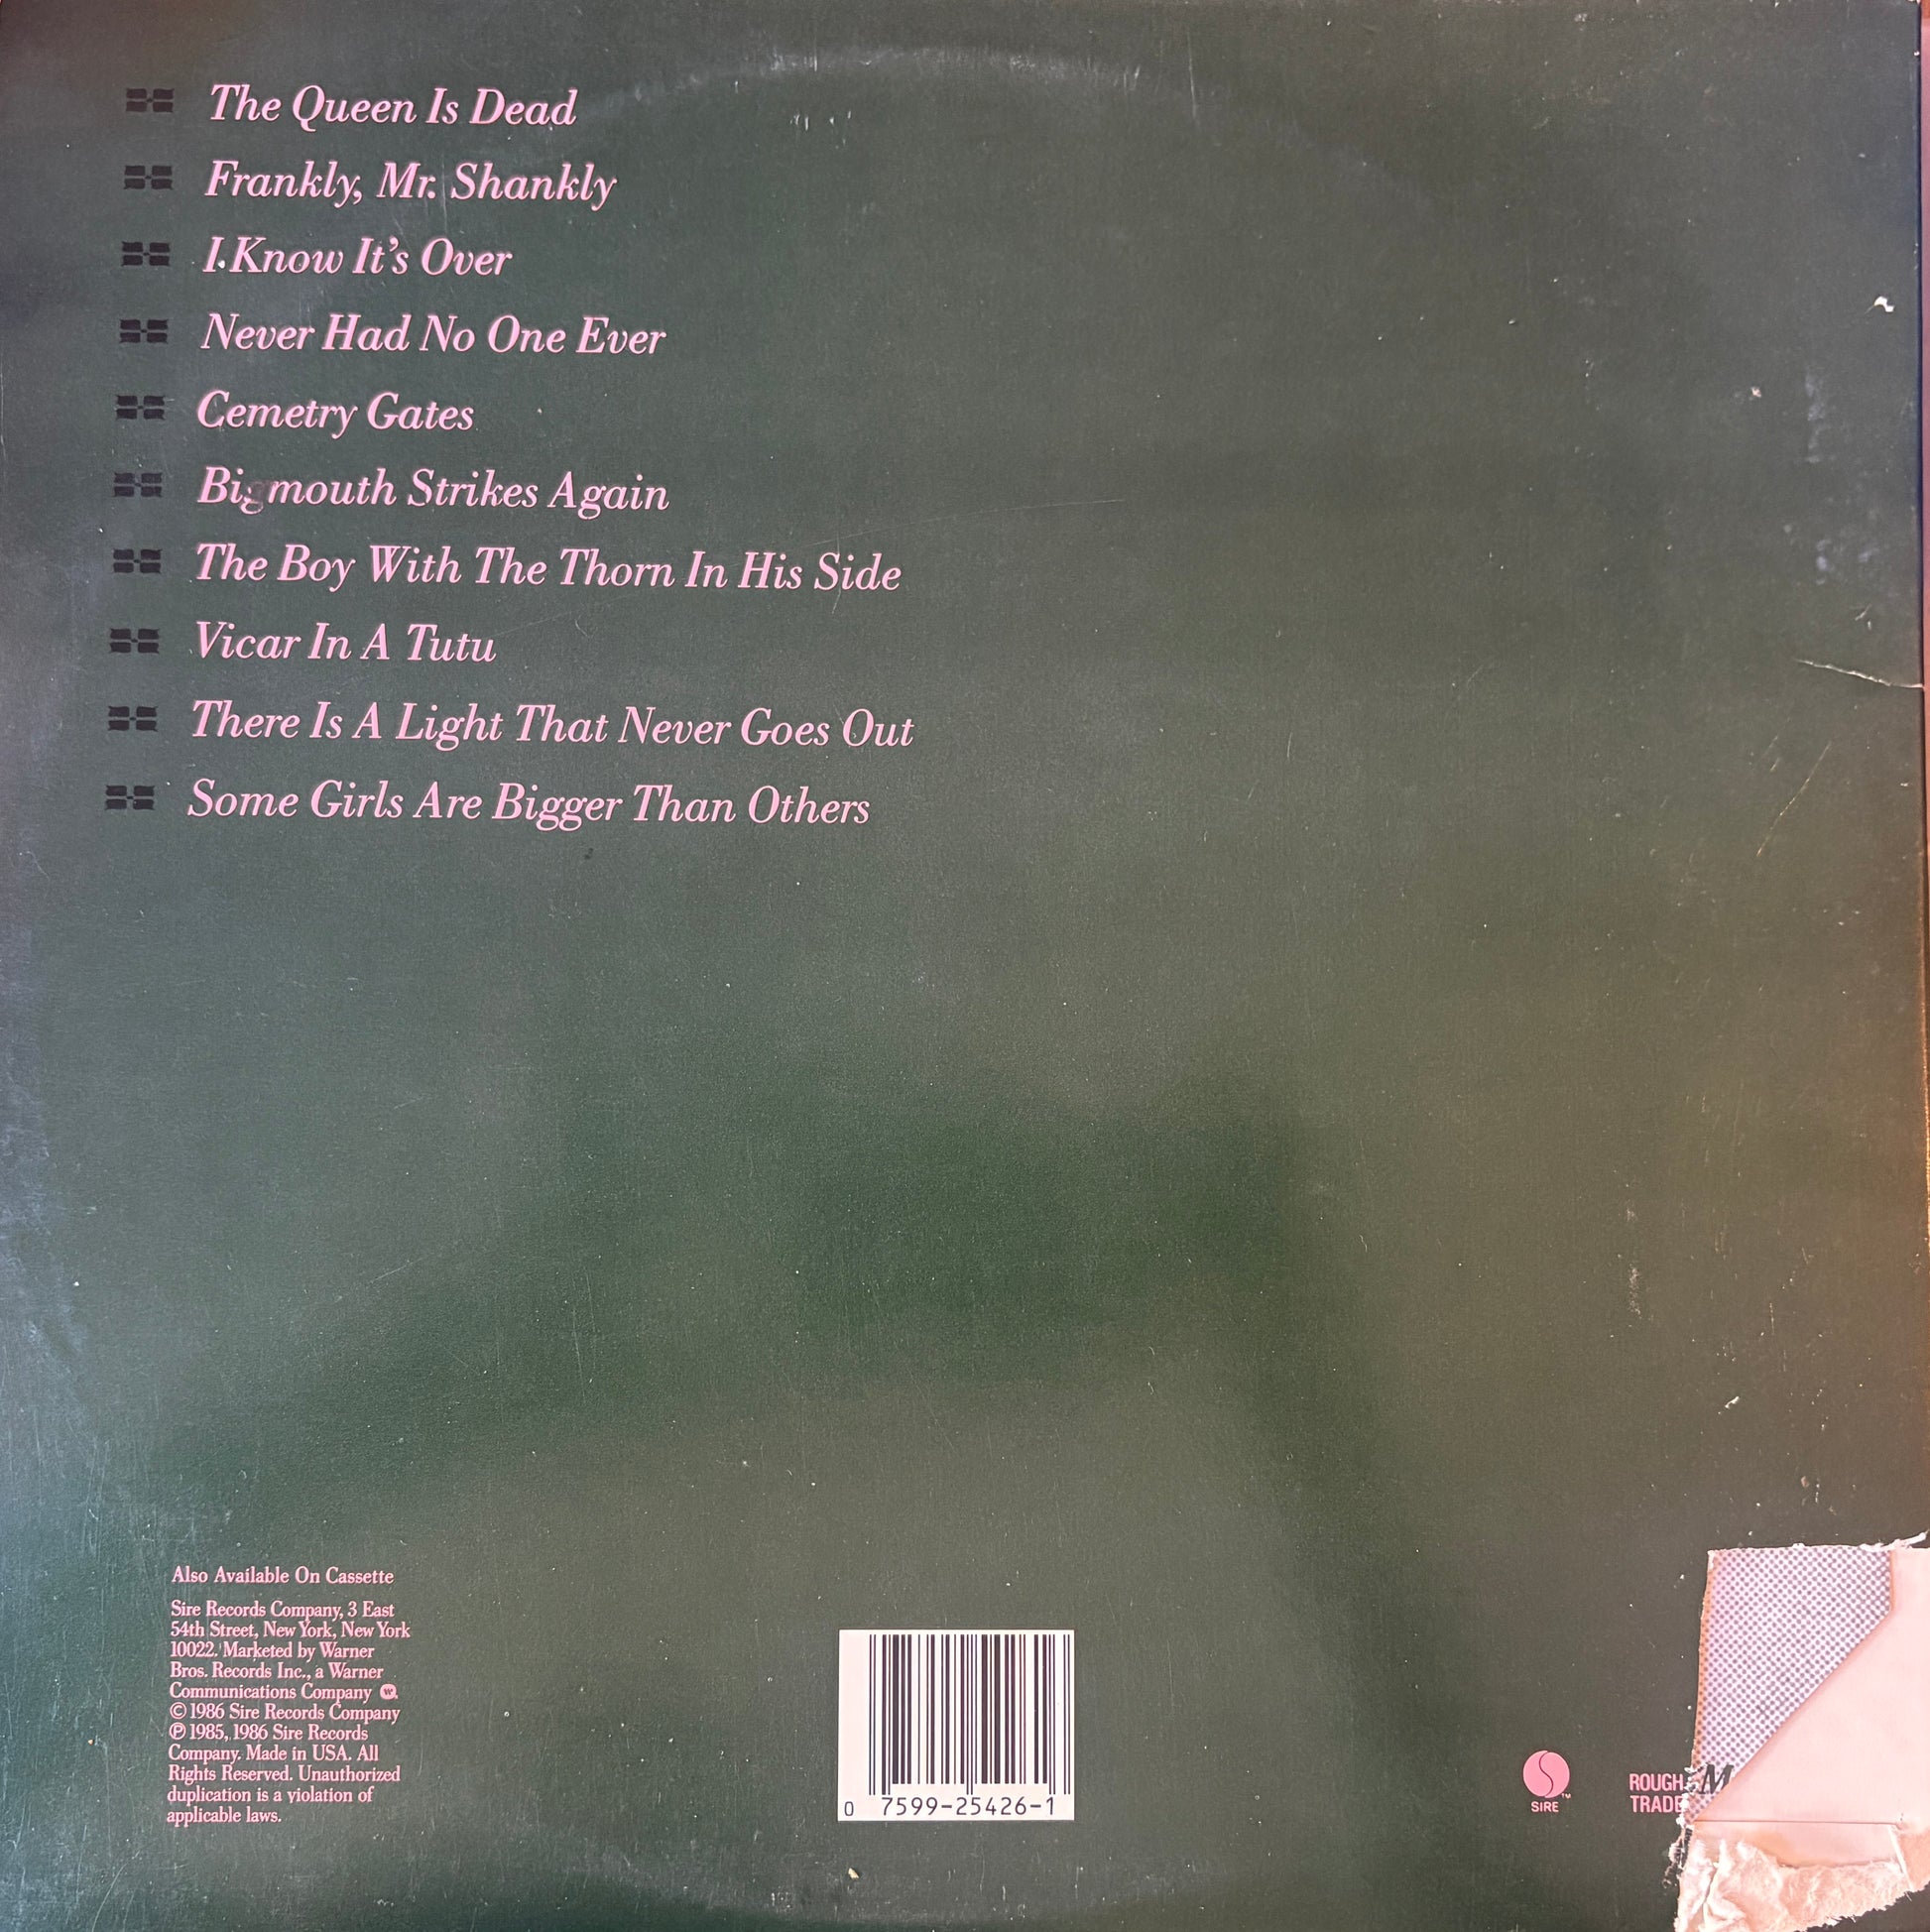 The Queen Is Dead
Frankly, Mr. Shankly
I Know It's Over
Never Had No One Ever
Cemetry Gates
Bigmouth Strikes Again
The Boy With The Thorn In His Side
Vicar In A Tutu
There Is A Light That Never Goes Out
Some Girls Are Bigger Than Others
Also Available On Cassette
Sire Records Company, 3 East
54th Street, New York, New York
10022. Marketed by Warner
Bros. Records Inc., a Warner
Communications Company
© 1986 Sire Records Company
℗ 1985, 1986 Sire Records
Company. Made in USA. All
Rights Reserved. Unauthorized
duplication is a violation of
applicable laws.
0 7599-25426-1
SIRE™
ROUGH
TRADE
M